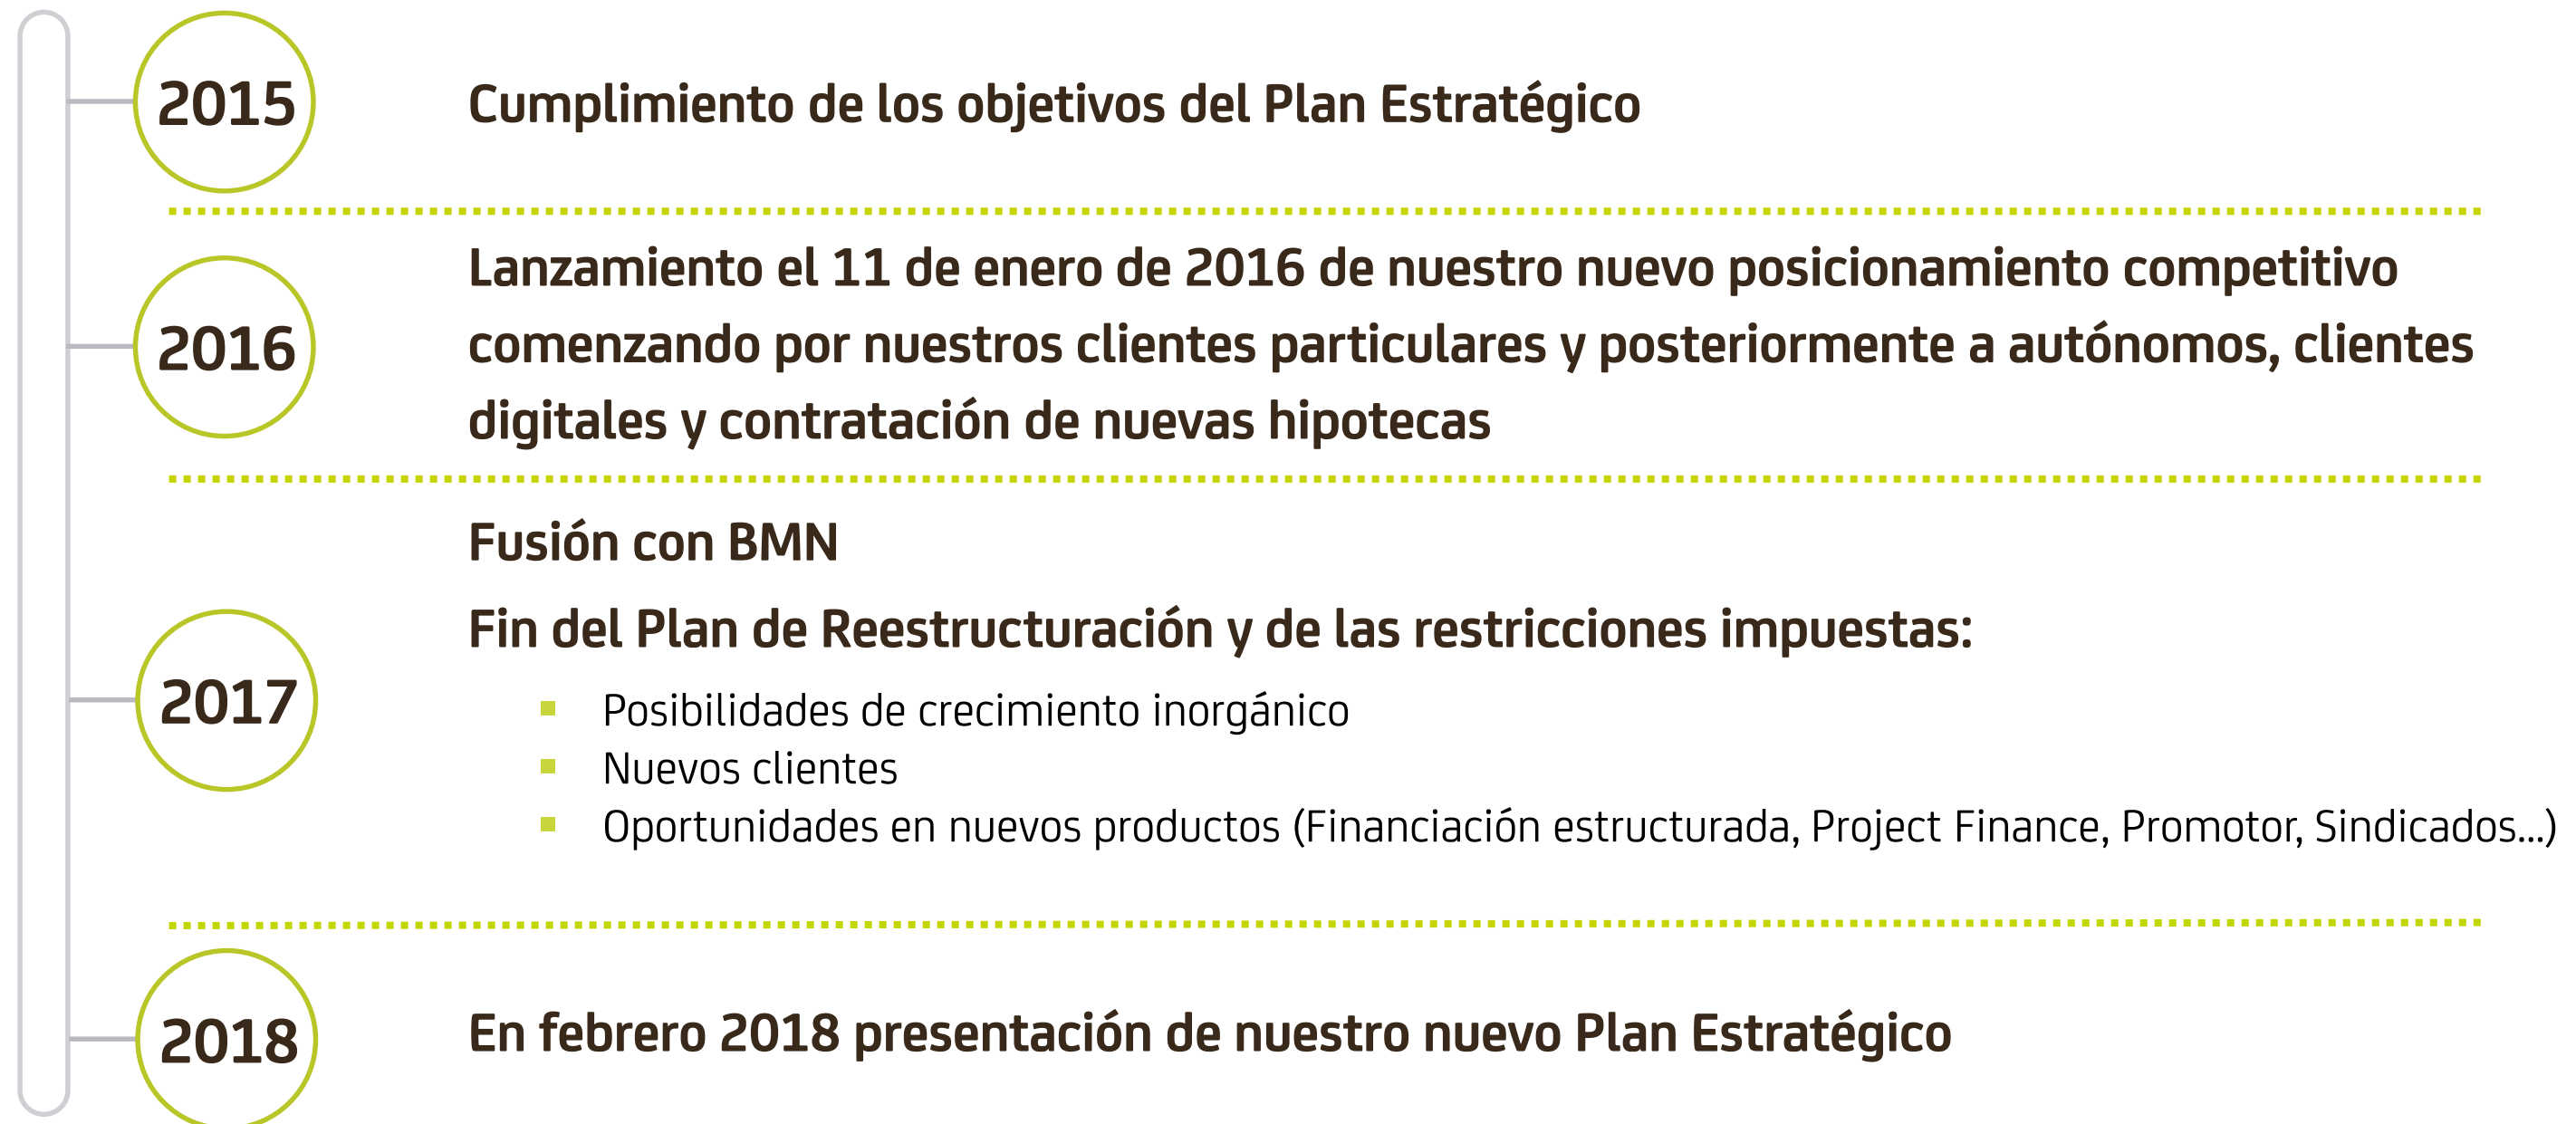 2015
Cumplimiento de los objetivos del Plan Estratégico
2016
Lanzamiento el 11 de enero de 2016 de nuestro nuevo posicionamiento competitivo
comenzando por nuestros clientes particulares y posteriormente a autónomos, clientes
digitales y contratación de nuevas hipotecas
2017
Fusión con BMN
Fin del Plan de Reestructuración y de las restricciones impuestas:
Posibilidades de crecimiento inorgánico
Nuevos clientes
Oportunidades en nuevos productos (Financiación estructurada, Project Finance, Promotor, Sindicados...)
2018
En febrero 2018 presentación de nuestro nuevo Plan Estratégico